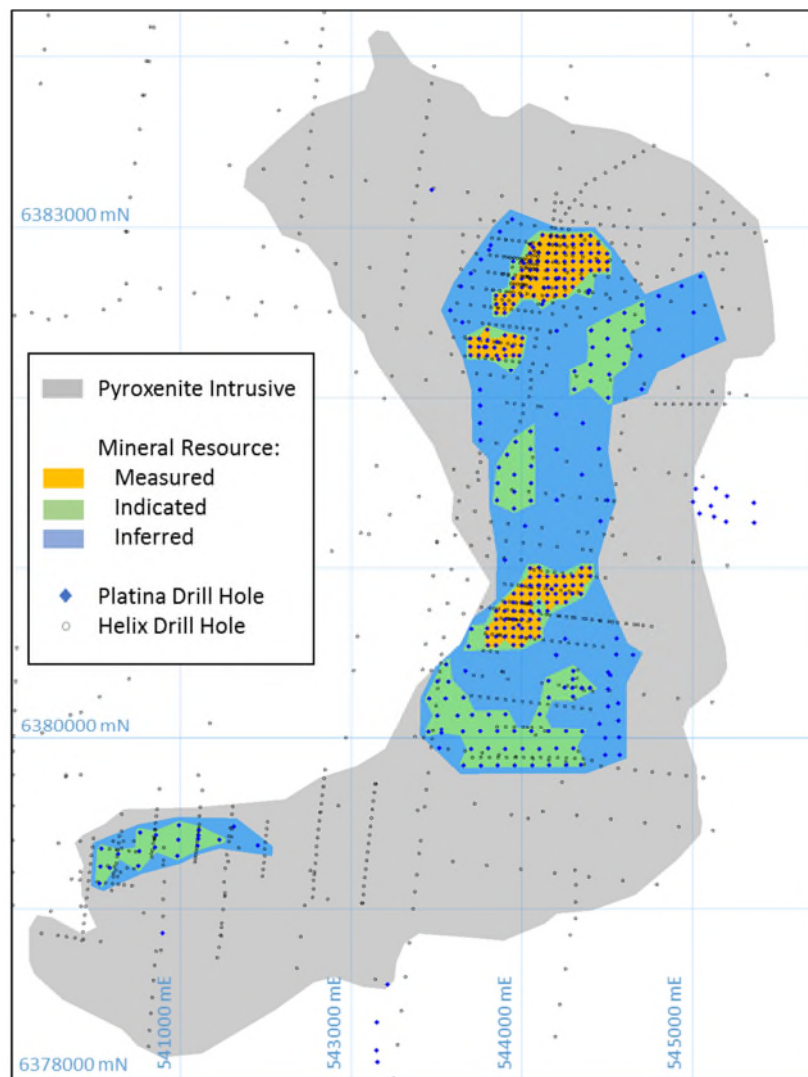 6383000 mN
Pyroxenite Intrusive
Mineral Resource:
Measured
Indicated
Inferred
Platina Drill Hole
Helix Drill Hole
6380000 mN
541000 mE
543000 mE
544000 mE
545000 mE
6378000 mN